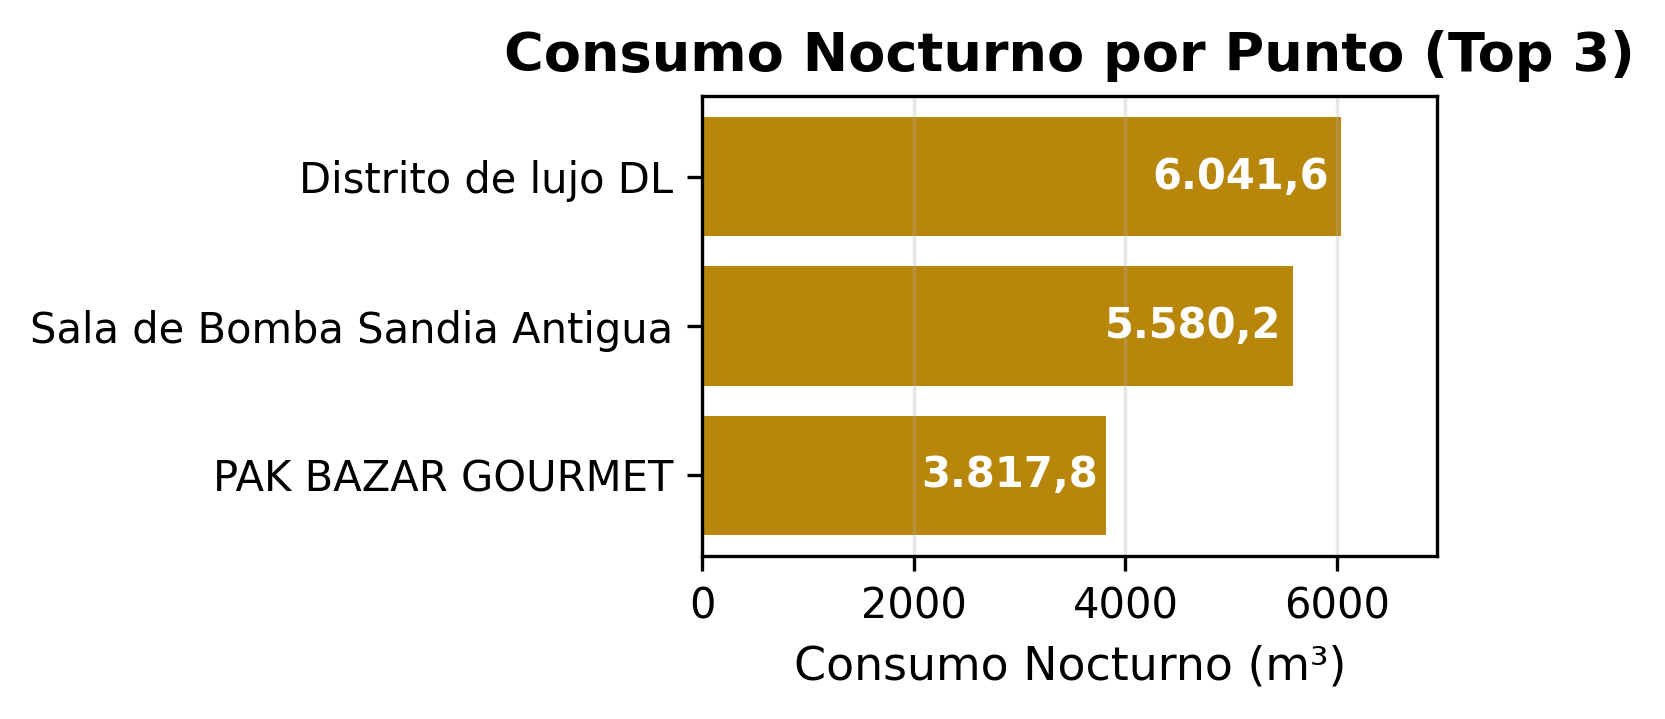 Consumo Nocturno por Punto (Top 3)
Distrito de lujo DL
6.041,6
Sala de Bomba Sandia Antigua
5.580,2
PAK BAZAR GOURMET
3.817,8
0 2000 4000 6000
Consumo Nocturno (m³)